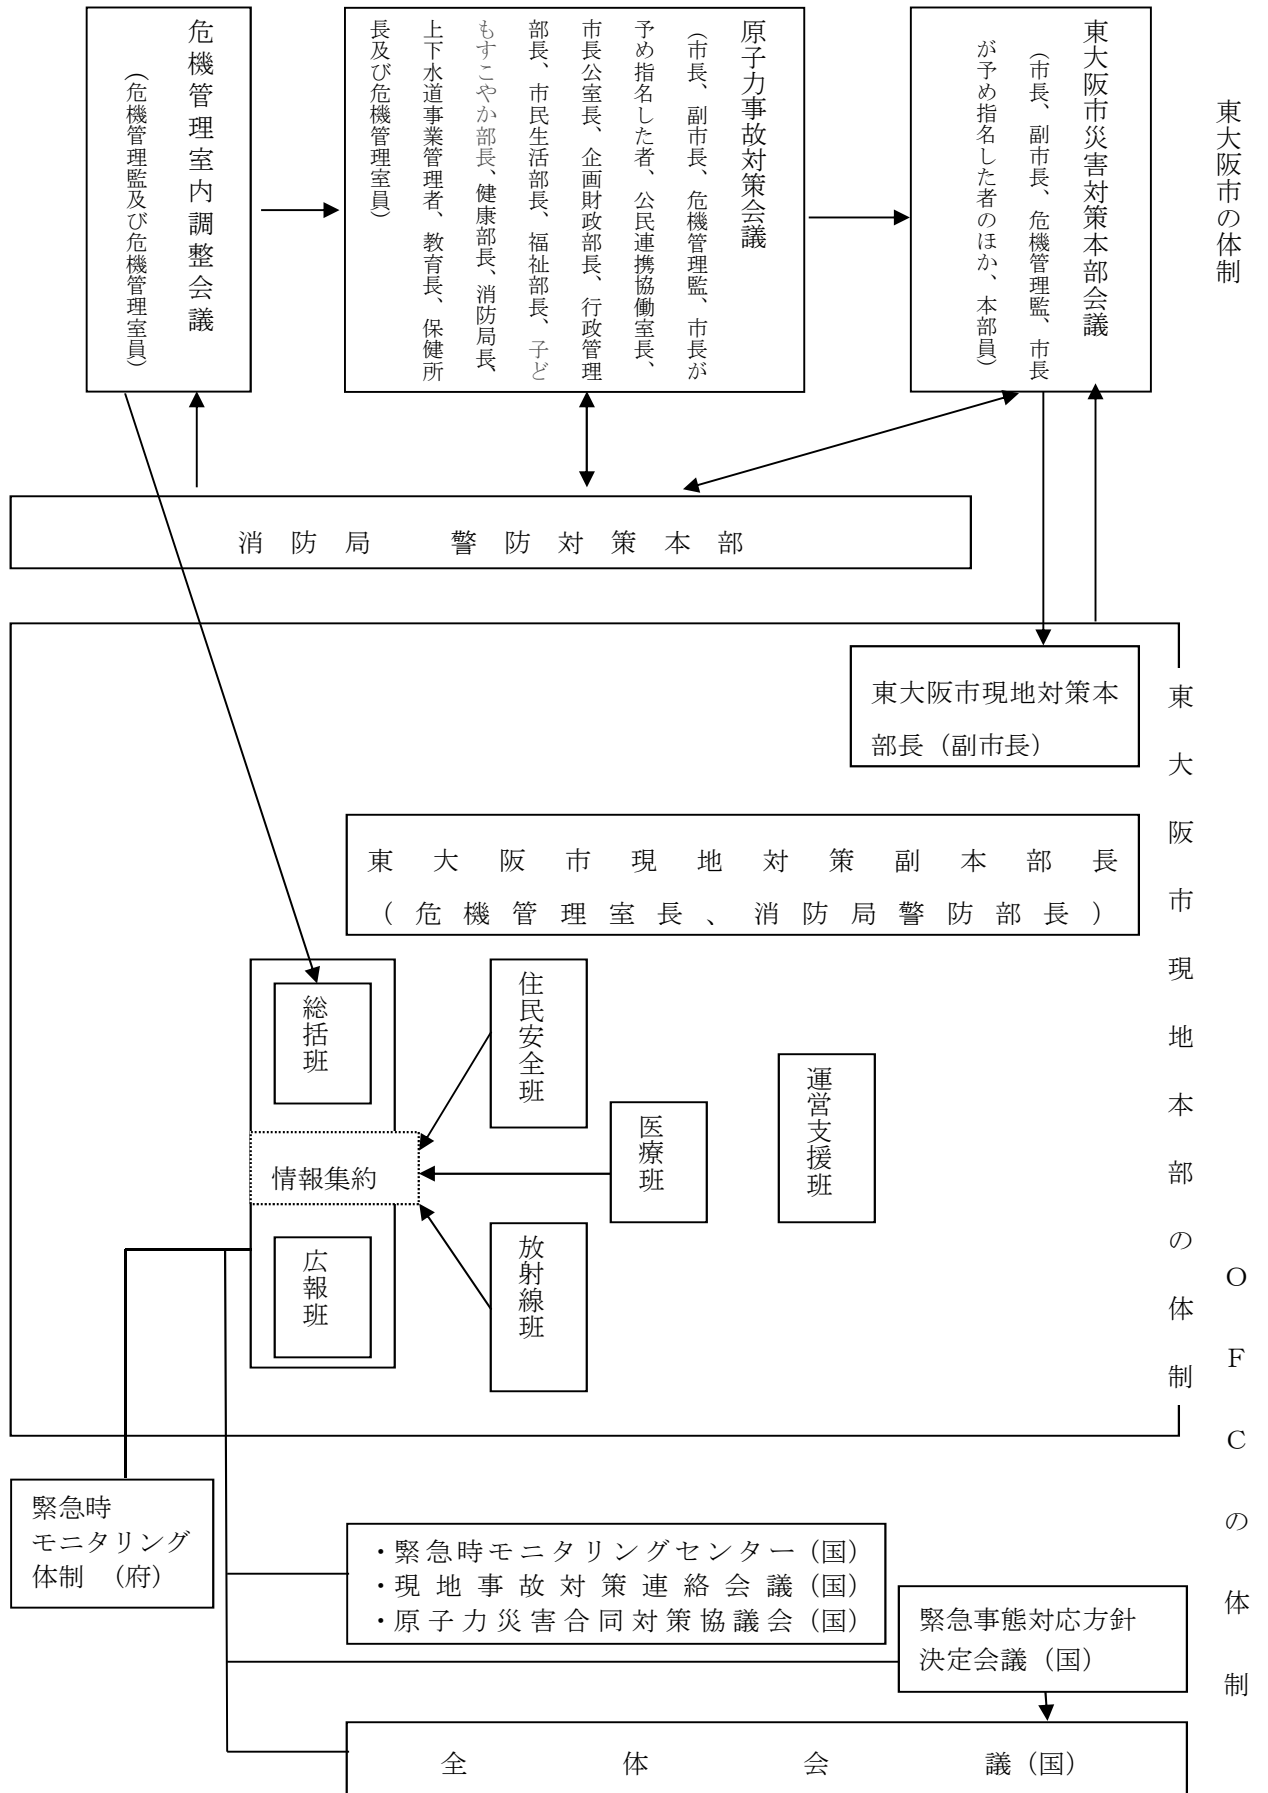 東大阪市の体制
東大阪市災害対策本部会議
（市長、副市長、危機管理監、市長
が予め指名した者のほか、本部員）
原子力事故対策会議
（市長、副市長、危機管理監、市長が
予め指名した者、公民連携協働室長、
市長公室長、企画財政部長、行政管理
部長、市民生活部長、福祉部長、子ど
もすこやか部長、健康部長、消防局長、
上下水道事業管理者、教育長、保健所
長及び危機管理室員）
危機管理室内調整会議
（危機管理監及び危機管理室員）
消防局　警防対策本部
東大阪市現地対策本部の体制
東大阪市現地対策本
部長（副市長）
東大阪市現地対策副本部長
（危機管理室長、消防局警防部長）
総括班
住民安全班
医療班
運営支援班
情報集約
広報班
放射線班
ＯＦＣの体制
緊急時
モニタリング
体制　（府）
・緊急時モニタリングセンター（国）
・現地事故対策連絡会議（国）
・原子力災害合同対策協議会（国）
緊急事態対応方針
決定会議（国）
全体会議（国）